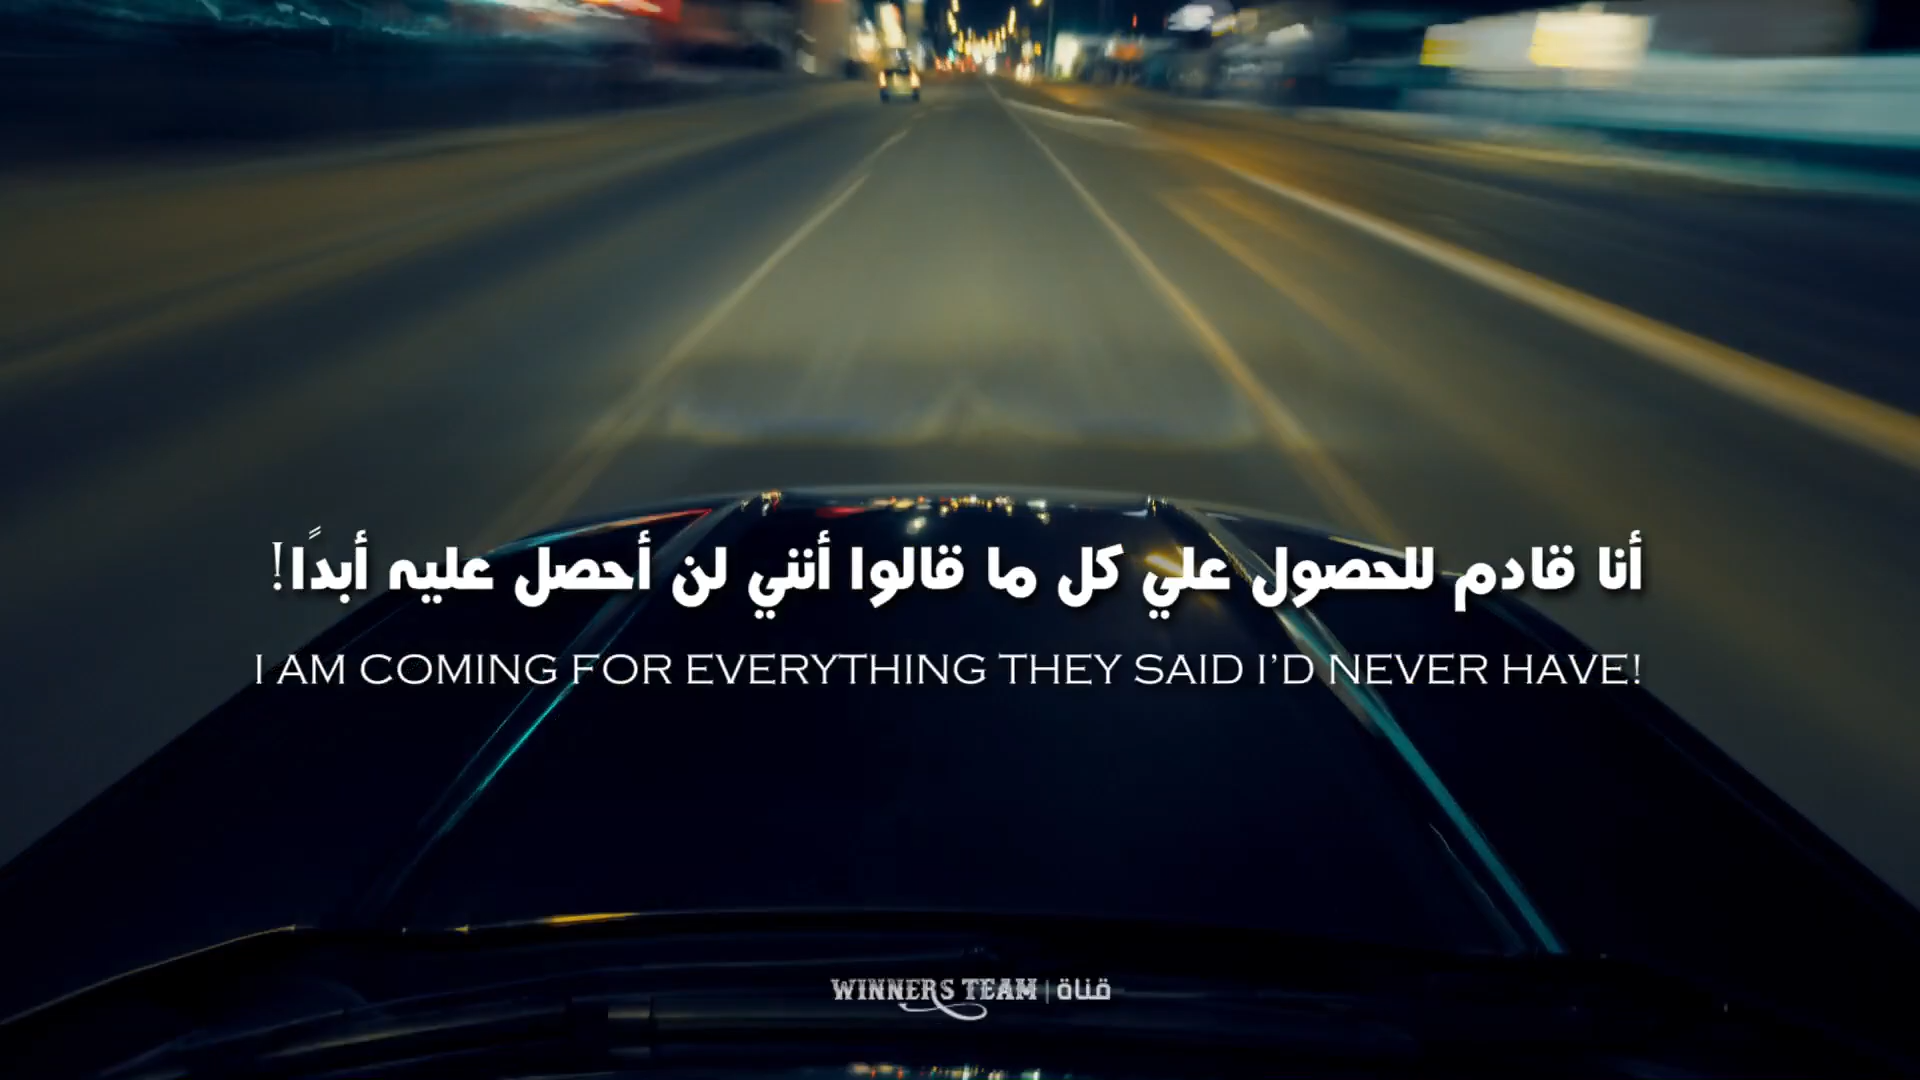 أنا قادم للحصول علي كل ما قالوا أنني لن أحصل عليه أبدًا!
I AM COMING FOR EVERYTHING THEY SAID I'D NEVER HAVE!
WINNERS TEAM | قناة